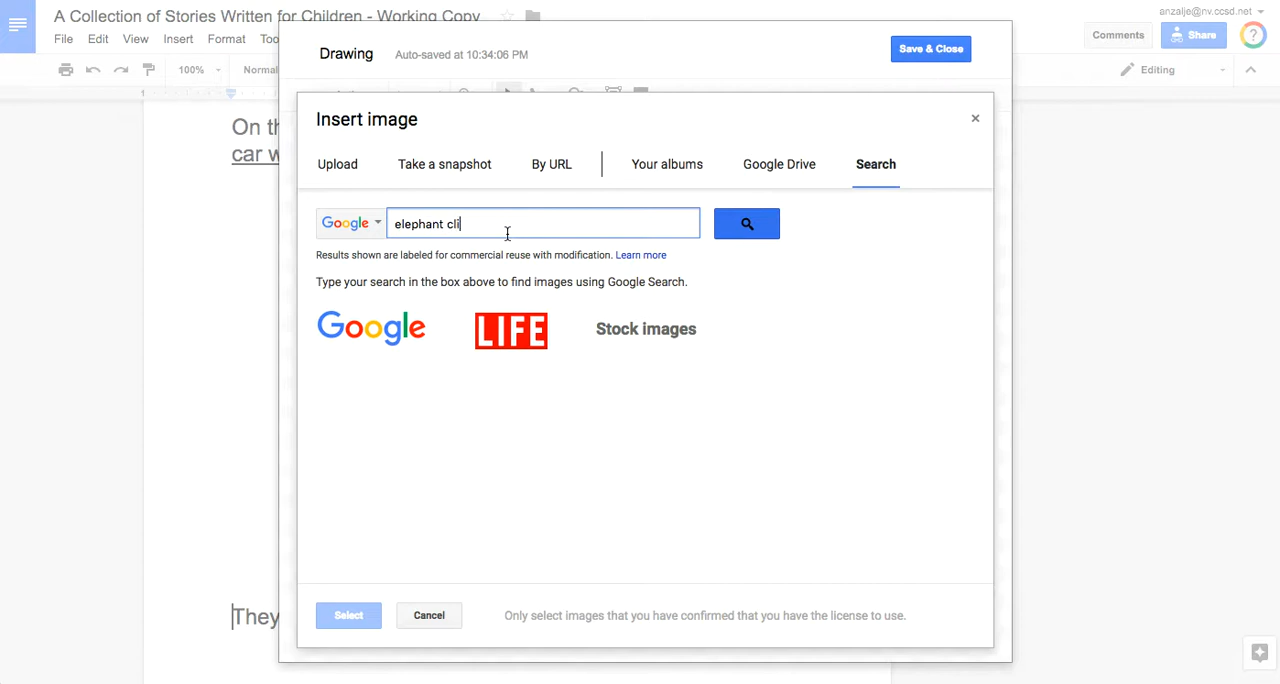 A Collection of Stories Written for Children - Working Copy
anzalje@nv.ccsd.net
File Edit View Insert Format
Comments Share
100% Normal
Editing
Drawing Auto-saved at 10:34:06 PM Save & Close
Insert image
Upload Take a snapshot By URL Your albums Google Drive Search
Google elephant cli
Results shown are labeled for commercial reuse with modification. Learn more
Type your search in the box above to find images using Google Search.
Google LIFE Stock images
Select Cancel Only select images that you have confirmed that you have the license to use.
On
car
They